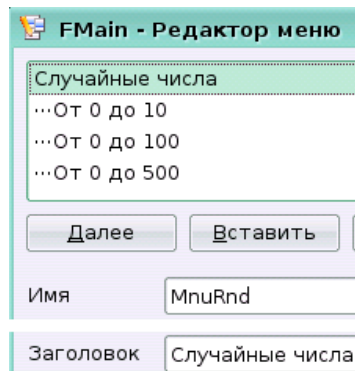 FMain - Редактор меню
Случайные числа
···От 0 до 10
···От 0 до 100
···От 0 до 500
Далее Вставить
Имя MnuRnd
Заголовок Случайные числа